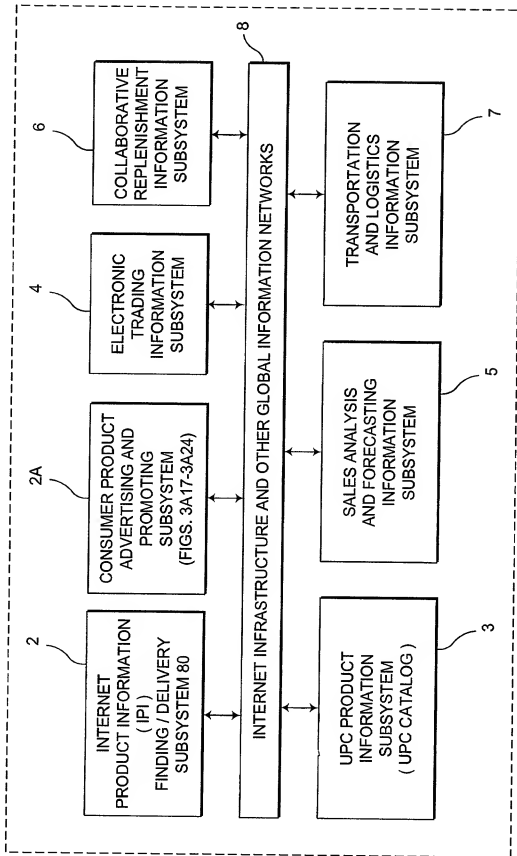 2
INTERNET
PRODUCT INFORMATION
( IPI )
FINDING / DELIVERY
SUBSYSTEM 80
2A
CONSUMER PRODUCT
ADVERTISING AND
PROMOTING
SUBSYSTEM
(FIGS. 3A17-3A24)
4
ELECTRONIC
TRADING
INFORMATION
SUBSYSTEM
6
COLLABORATIVE
REPLENISHMENT
INFORMATION
SUBSYSTEM
INTERNET INFRASTRUCTURE AND OTHER GLOBAL INFORMATION NETWORKS
8
UPC PRODUCT
INFORMATION
SUBSYSTEM
( UPC CATALOG )
3
SALES ANALYSIS
AND FORECASTING
INFORMATION
SUBSYSTEM
5
TRANSPORTATION
AND LOGISTICS
INFORMATION
SUBSYSTEM
7